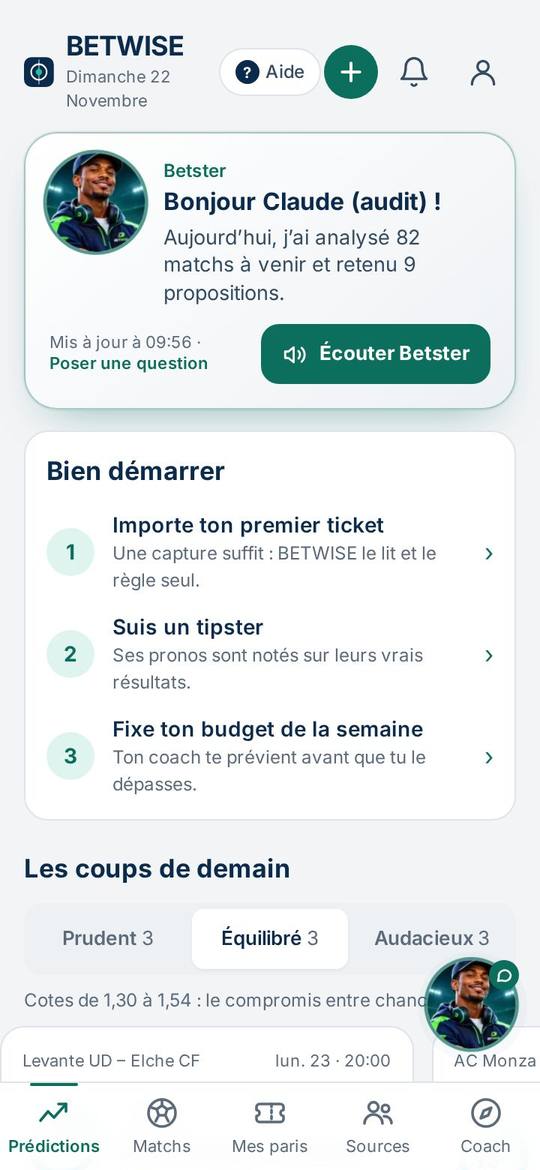 BETWISE
Dimanche 22
Novembre
? Aide
Betster
Bonjour Claude (audit) !
Aujourd’hui, j’ai analysé 82
matchs à venir et retenu 9
propositions.
Mis à jour à 09:56 ·
Poser une question
Écouter Betster
Bien démarrer
1
Importe ton premier ticket
Une capture suffit : BETWISE le lit et le
règle seul.
2
Suis un tipster
Ses pronos sont notés sur leurs vrais
résultats.
3
Fixe ton budget de la semaine
Ton coach te prévient avant que tu le
dépasses.
Les coups de demain
Prudent 3
Équilibré 3
Audacieux 3
Cotes de 1,30 à 1,54 : le compromis entre
Levante UD – Elche CF
lun. 23 · 20:00
AC Monza
Prédictions
Matchs
Mes paris
Sources
Coach